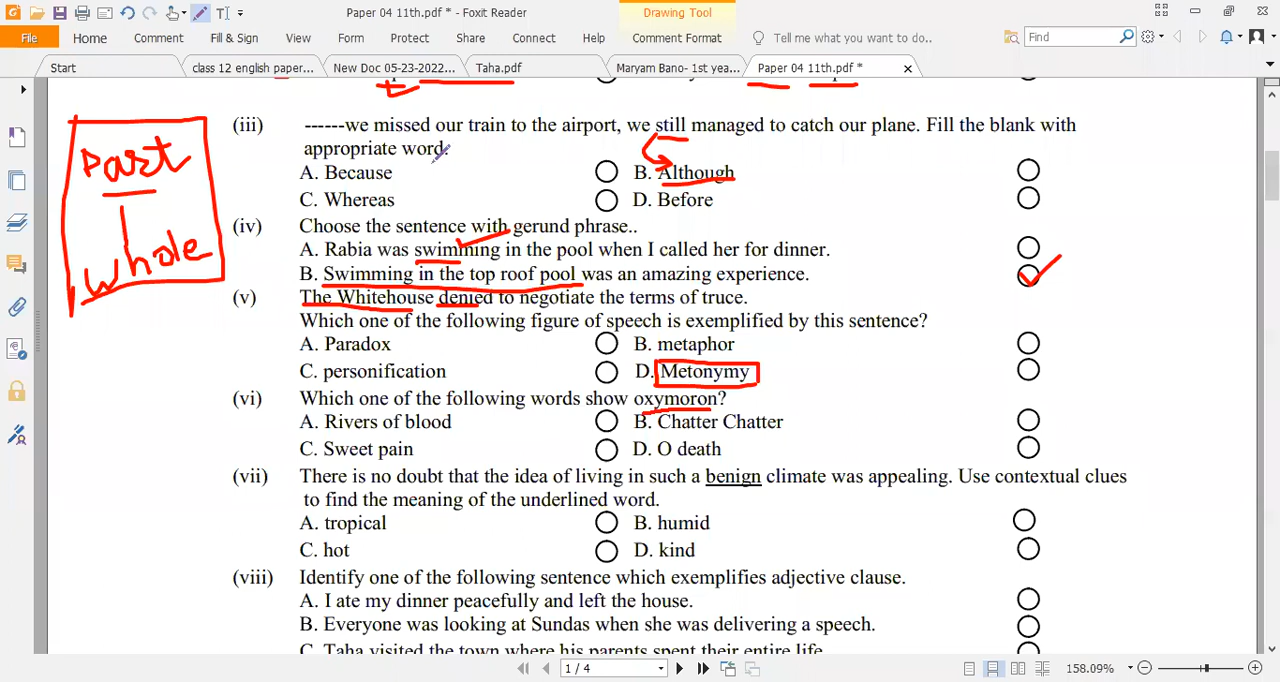 Paper 04 11th.pdf * - Foxit Reader
Drawing Tool
File Home Comment Fill & Sign View Form Protect Share Connect Help Comment Format Tell me what you want to do.. Find
Start class 12 english paper... New Doc 05-23-2022... Taha.pdf Maryam Bano- 1st yea... Paper 04 11th.pdf *
(iii) ------we missed our train to the airport, we still managed to catch our plane. Fill the blank with
appropriate word.
A. Because B. Although
C. Whereas D. Before
Part
Whole
(iv) Choose the sentence with gerund phrase..
A. Rabia was swimming in the pool when I called her for dinner.
B. Swimming in the top roof pool was an amazing experience.
(v) The Whitehouse denied to negotiate the terms of truce.
Which one of the following figure of speech is exemplified by this sentence?
A. Paradox B. metaphor
C. personification D. Metonymy
(vi) Which one of the following words show oxymoron?
A. Rivers of blood B. Chatter Chatter
C. Sweet pain D. O death
(vii) There is no doubt that the idea of living in such a benign climate was appealing. Use contextual clues
to find the meaning of the underlined word.
A. tropical B. humid
C. hot D. kind
(viii) Identify one of the following sentence which exemplifies adjective clause.
A. I ate my dinner peacefully and left the house.
B. Everyone was looking at Sundas when she was delivering a speech.
C. Taha visited the town where his parents spent their entire life.
1 / 4 158.09%